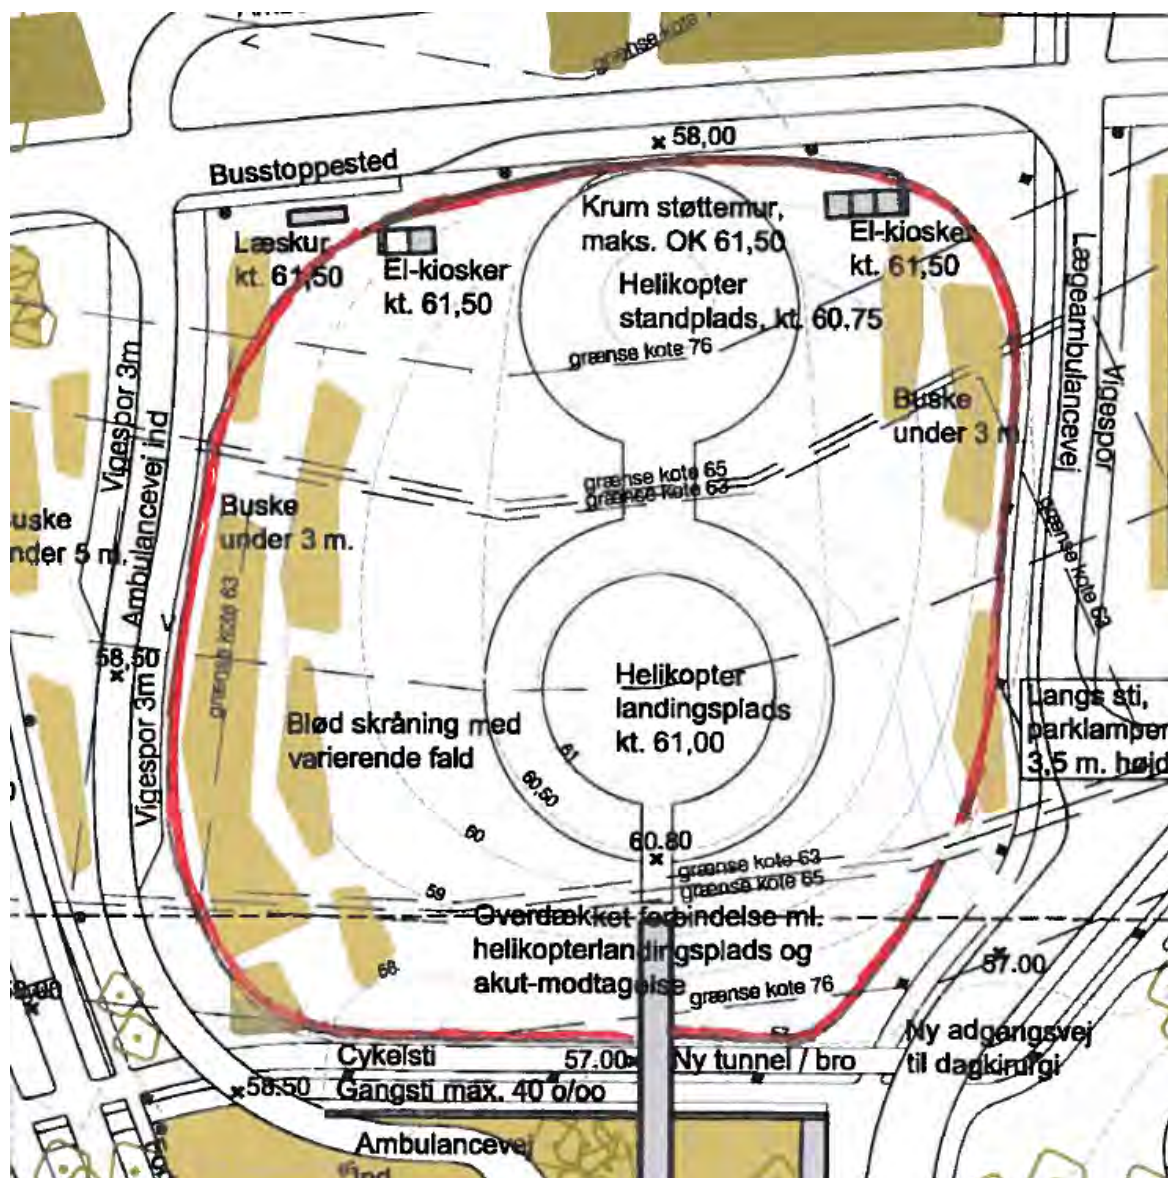 grænse kote
58,00
Busstoppested
Krum støttemur,
maks. OK 61,50
Læskur
kt. 61,50
El-kiosker
kt. 61,50
El-kiosker
kt. 61,50
Helikopter
standplads, kt. 60.75
grænse kote 76
Lægeambulancevej
Vigespor
Vigespor 3m
Ambulancevej ind
Buske
under 3 m.
grænse kote 65
grænse kote 63
Buske
under 3 m.
uske
nder 5 m.
grænse kote 63
grænse kote 63
58,50
Vigespor 3m
Helikopter
landingsplads
kt. 61,00
Langs sti,
parklamper
3,5 m. højd
Blød skråning med
varierende fald
61
60,50
60
60.80
grænse kote 63
grænse kote 65
59
Overdækket forbindelse ml.
helikopterlandingsplads og
akut-modtagelse
grænse kote 76
57.00
Ny adgangsvej
til dagkirurgi
57
Cykelsti
57.00
Ny tunnel / bro
58.50
Gangsti max. 40 o/oo
Ambulancevej
ind